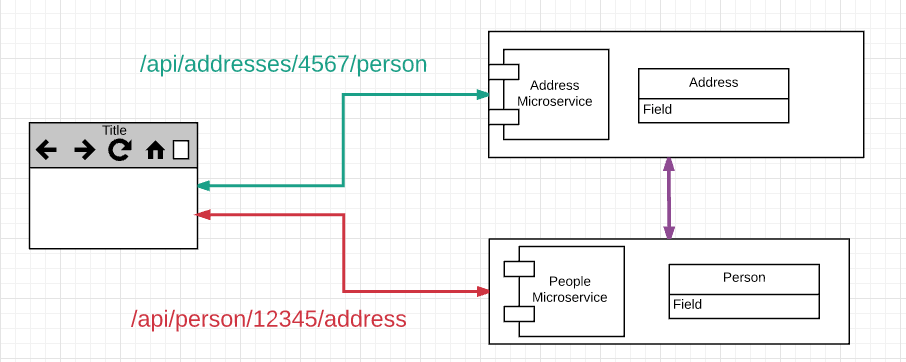 /api/addresses/4567/person
Title
Address
Microservice
Address
Field
People
Microservice
Person
Field
/api/person/12345/address